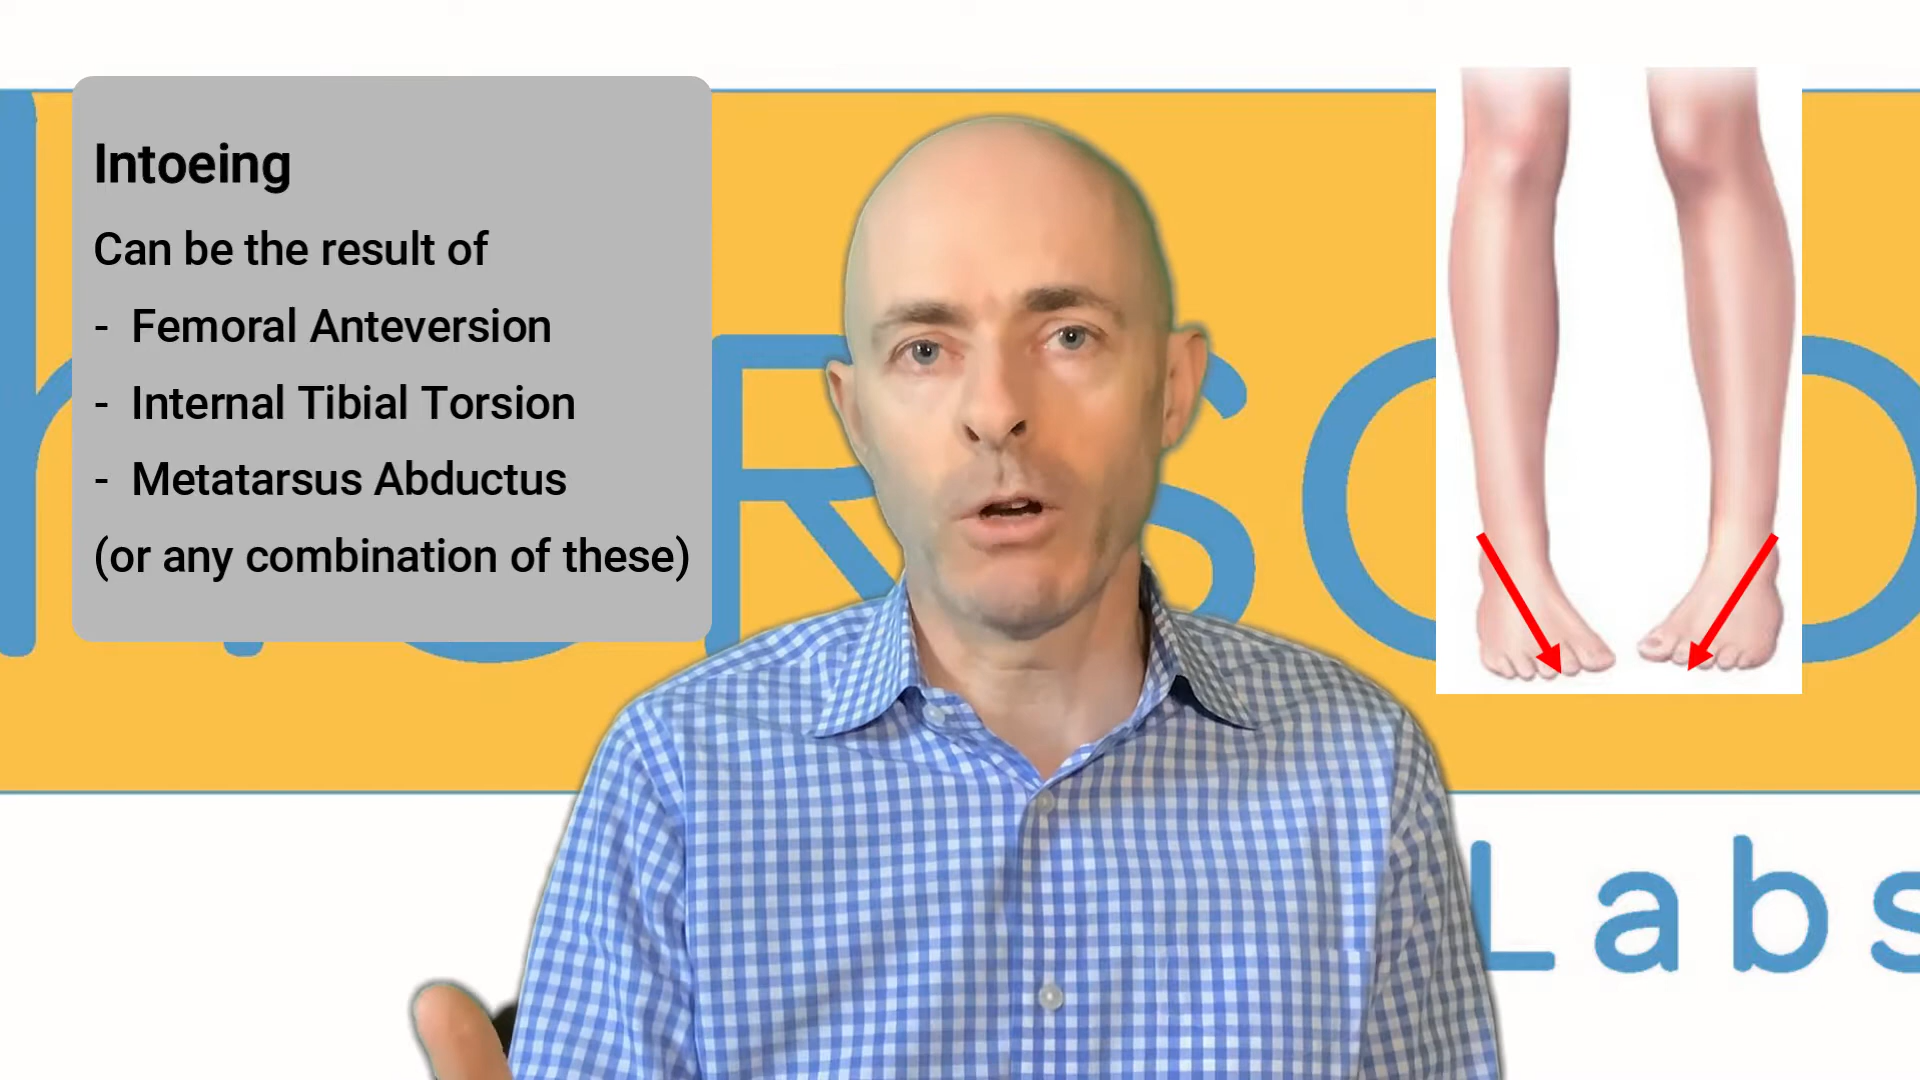 Intoeing
Can be the result of
- Femoral Anteversion
- Internal Tibial Torsion
- Metatarsus Abductus
(or any combination of these)
Labs